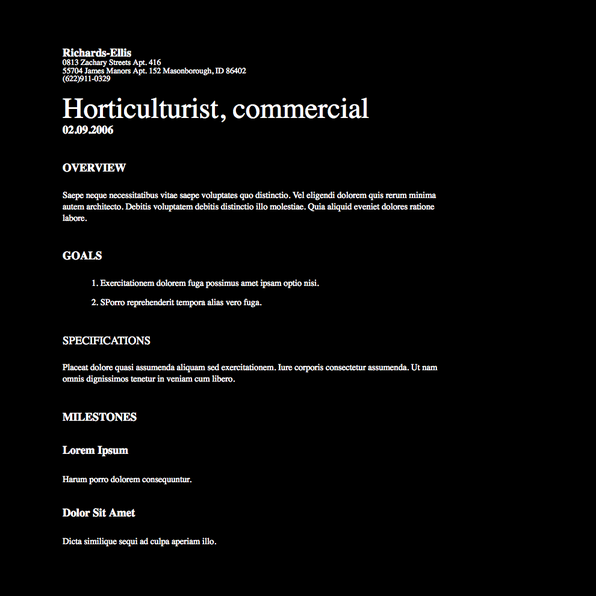 Richards-Ellis
0813 Zachary Streets Apt. 416
55704 James Manors Apt. 152 Masonborough, ID 86402
(622)911-0329
Horticulturist, commercial
02.09.2006
OVERVIEW
Saepe neque necessitatibus vitae saepe voluptates quo distinctio. Vel eligendi dolorem quis rerum minima
autem architecto. Debitis voluptatem debitis distinctio illo molestiae. Quia aliquid eveniet dolores ratione
labore.
GOALS
1. Exercitationem dolorem fuga possimus amet ipsam optio nisi.
2. SPorro reprehenderit tempora alias vero fuga.
SPECIFICATIONS
Placeat dolore quasi assumenda aliquam sed exercitationem. Iure corporis consectetur assumenda. Ut nam
omnis dignissimos tenetur in veniam cum libero.
MILESTONES
Lorem Ipsum
Harum porro dolorem consequuntur.
Dolor Sit Amet
Dicta similique sequi ad culpa aperiam illo.